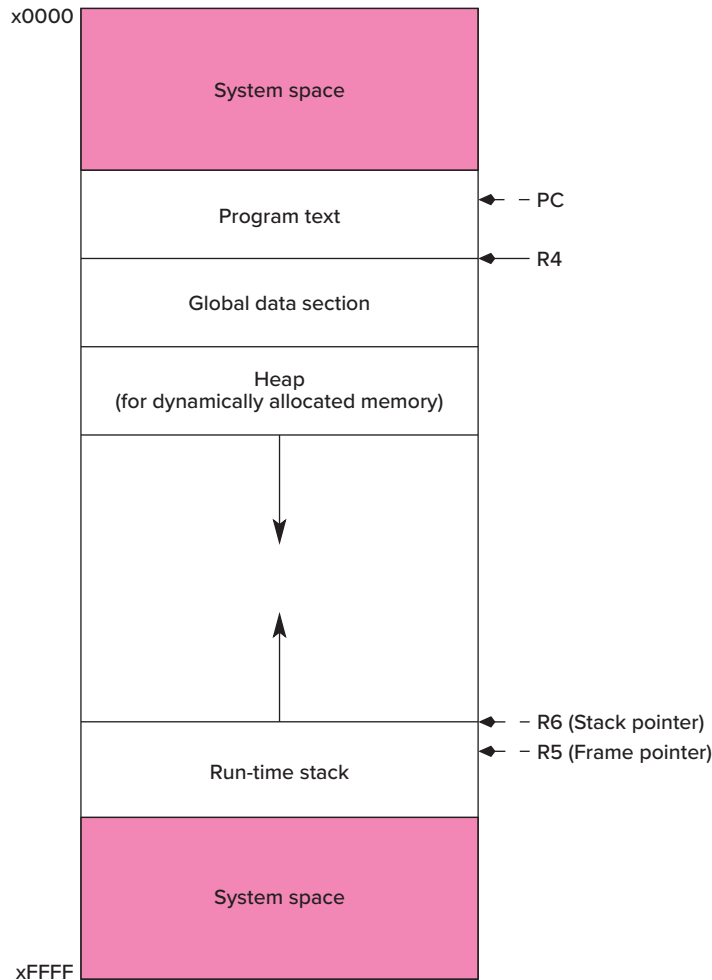 x0000
System space
PC
Program text
R4
Global data section
Heap
(for dynamically allocated memory)
R6 (Stack pointer)
R5 (Frame pointer)
Run-time stack
System space
xFFFF